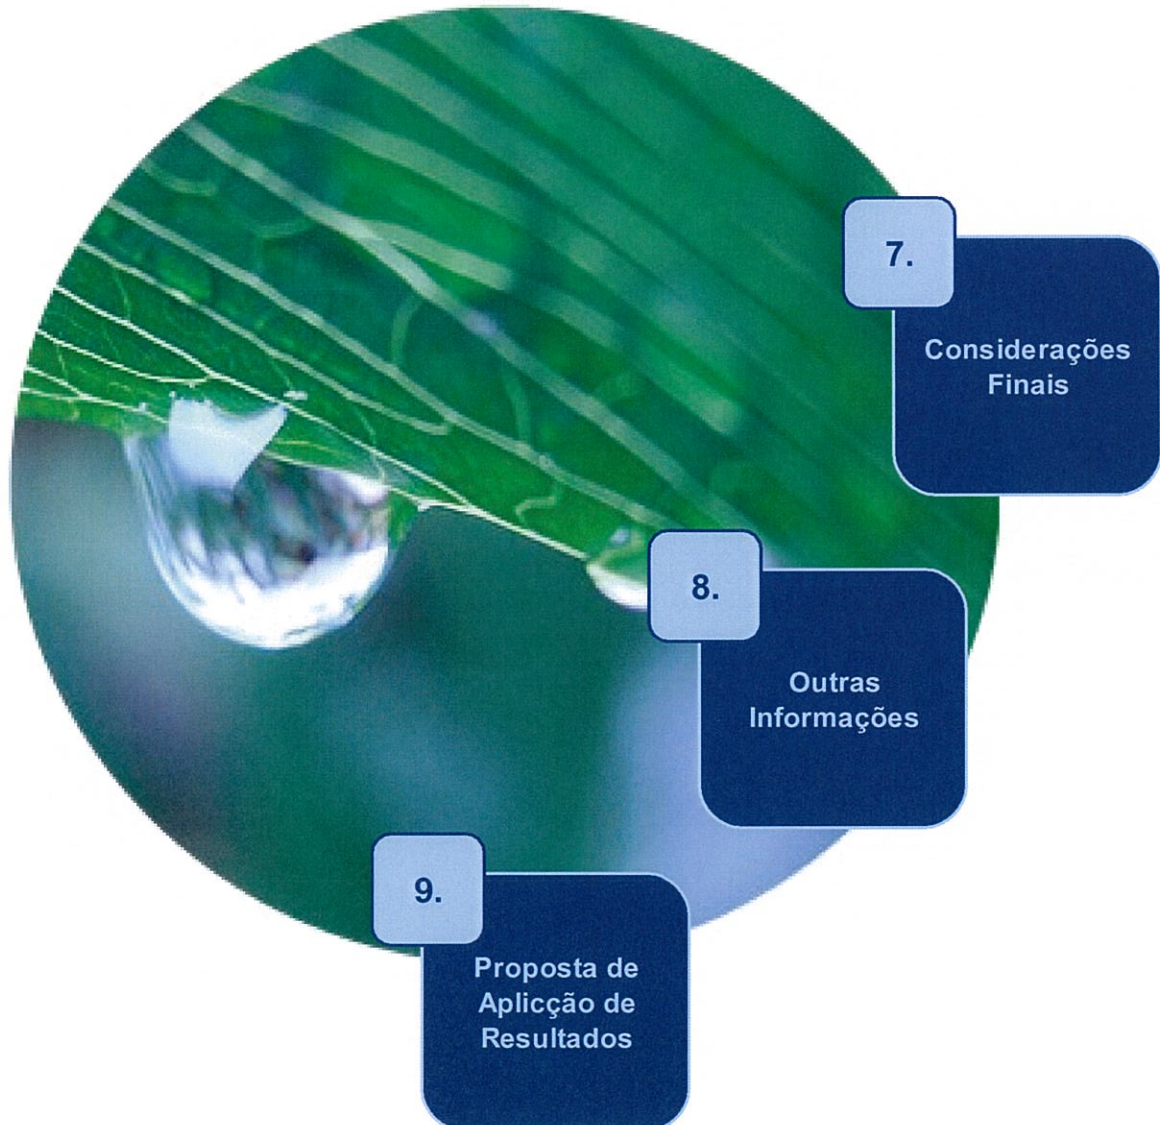 7.
Considerações
Finais
8.
Outras
Informações
9.
Proposta de
Aplicção de
Resultados